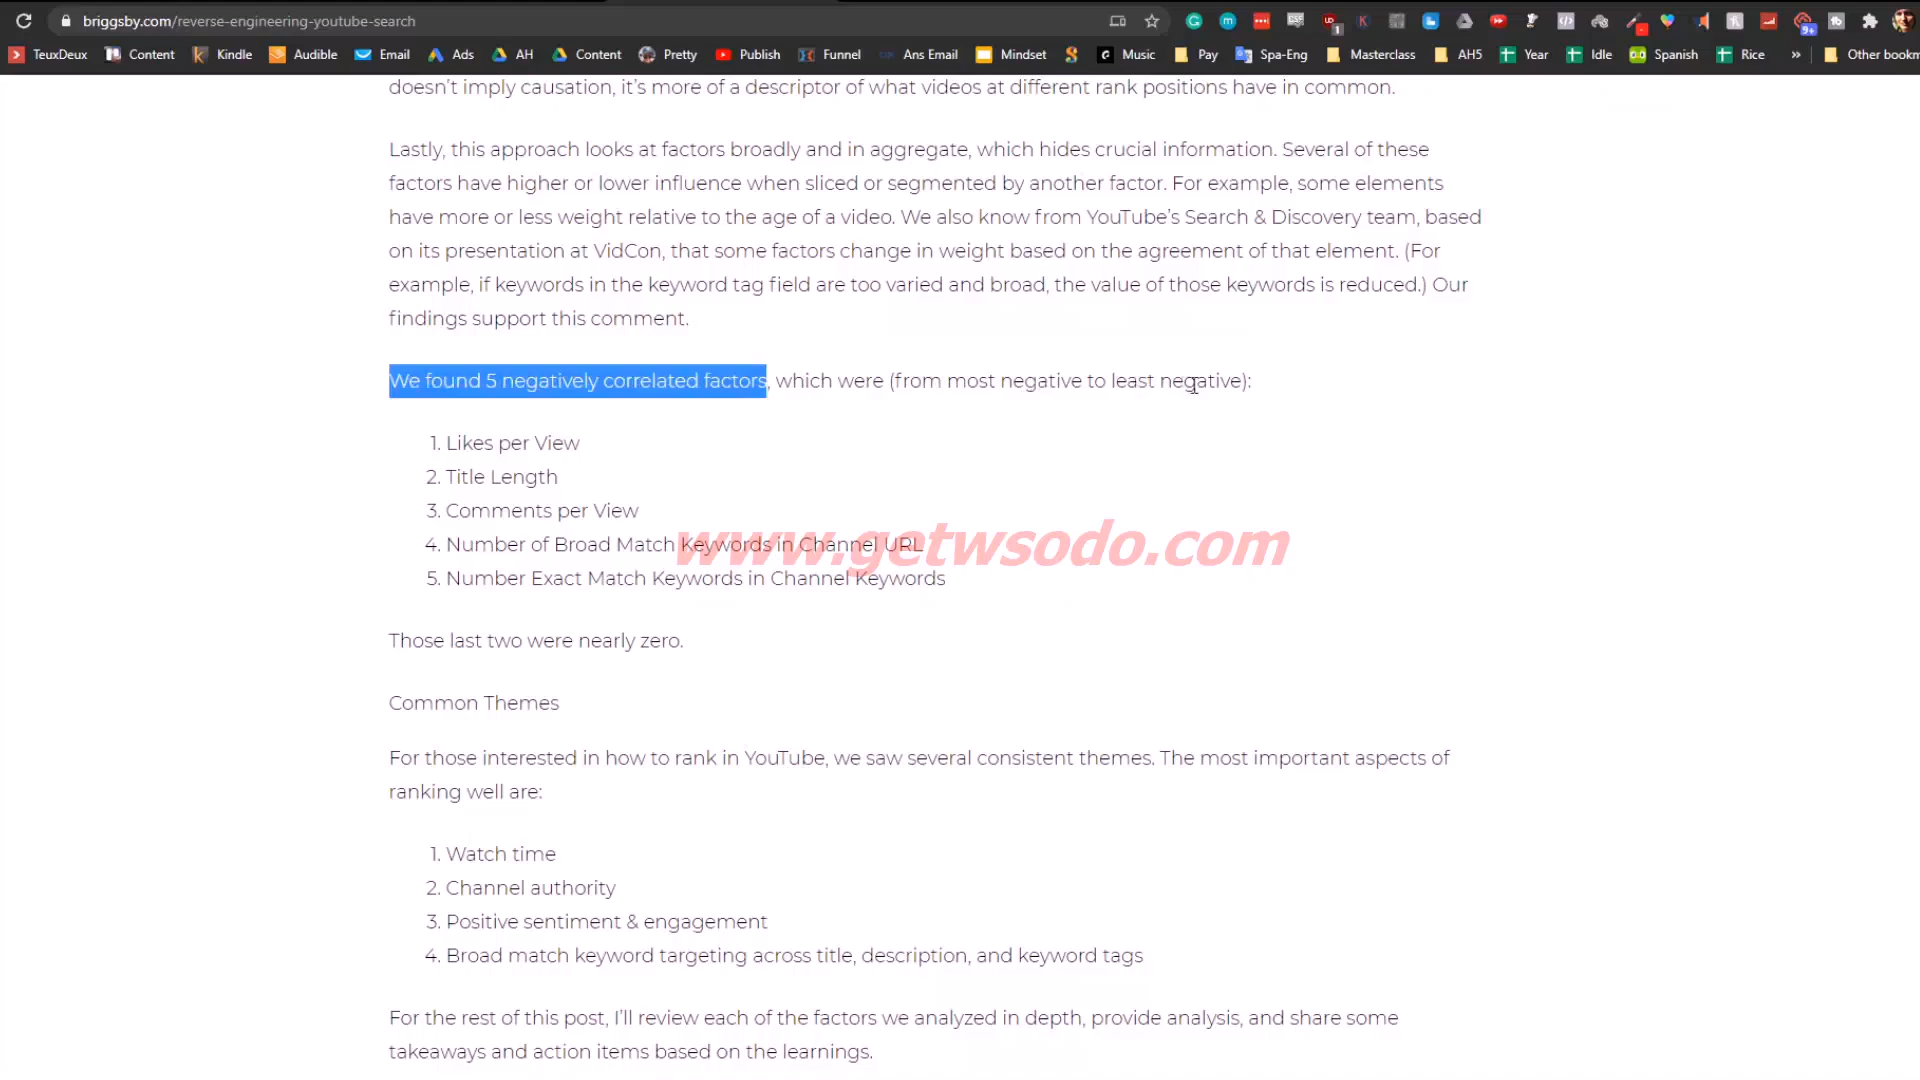 briggsby.com/reverse-engineering-youtube-search
TeuxDeux Content Kindle Audible Email Ads AH Content Pretty Publish Funnel Ans Email Mindset Music Pay Spa-Eng Masterclass AH5 Year Idle Spanish Rice » Other bookm
doesn't imply causation, it's more of a descriptor of what videos at different rank positions have in common.
Lastly, this approach looks at factors broadly and in aggregate, which hides crucial information. Several of these
factors have higher or lower influence when sliced or segmented by another factor. For example, some elements
have more or less weight relative to the age of a video. We also know from YouTube's Search & Discovery team, based
on its presentation at VidCon, that some factors change in weight based on the agreement of that element. (For
example, if keywords in the keyword tag field are too varied and broad, the value of those keywords is reduced.) Our
findings support this comment.
We found 5 negatively correlated factors, which were (from most negative to least negative):
1. Likes per View
2. Title Length
3. Comments per View
4. Number of Broad Match Keywords in Channel URL
www.getwsodo.com
5. Number Exact Match Keywords in Channel Keywords
Those last two were nearly zero.
Common Themes
For those interested in how to rank in YouTube, we saw several consistent themes. The most important aspects of
ranking well are:
1. Watch time
2. Channel authority
3. Positive sentiment & engagement
4. Broad match keyword targeting across title, description, and keyword tags
For the rest of this post, I'll review each of the factors we analyzed in depth, provide analysis, and share some
takeaways and action items based on the learnings.